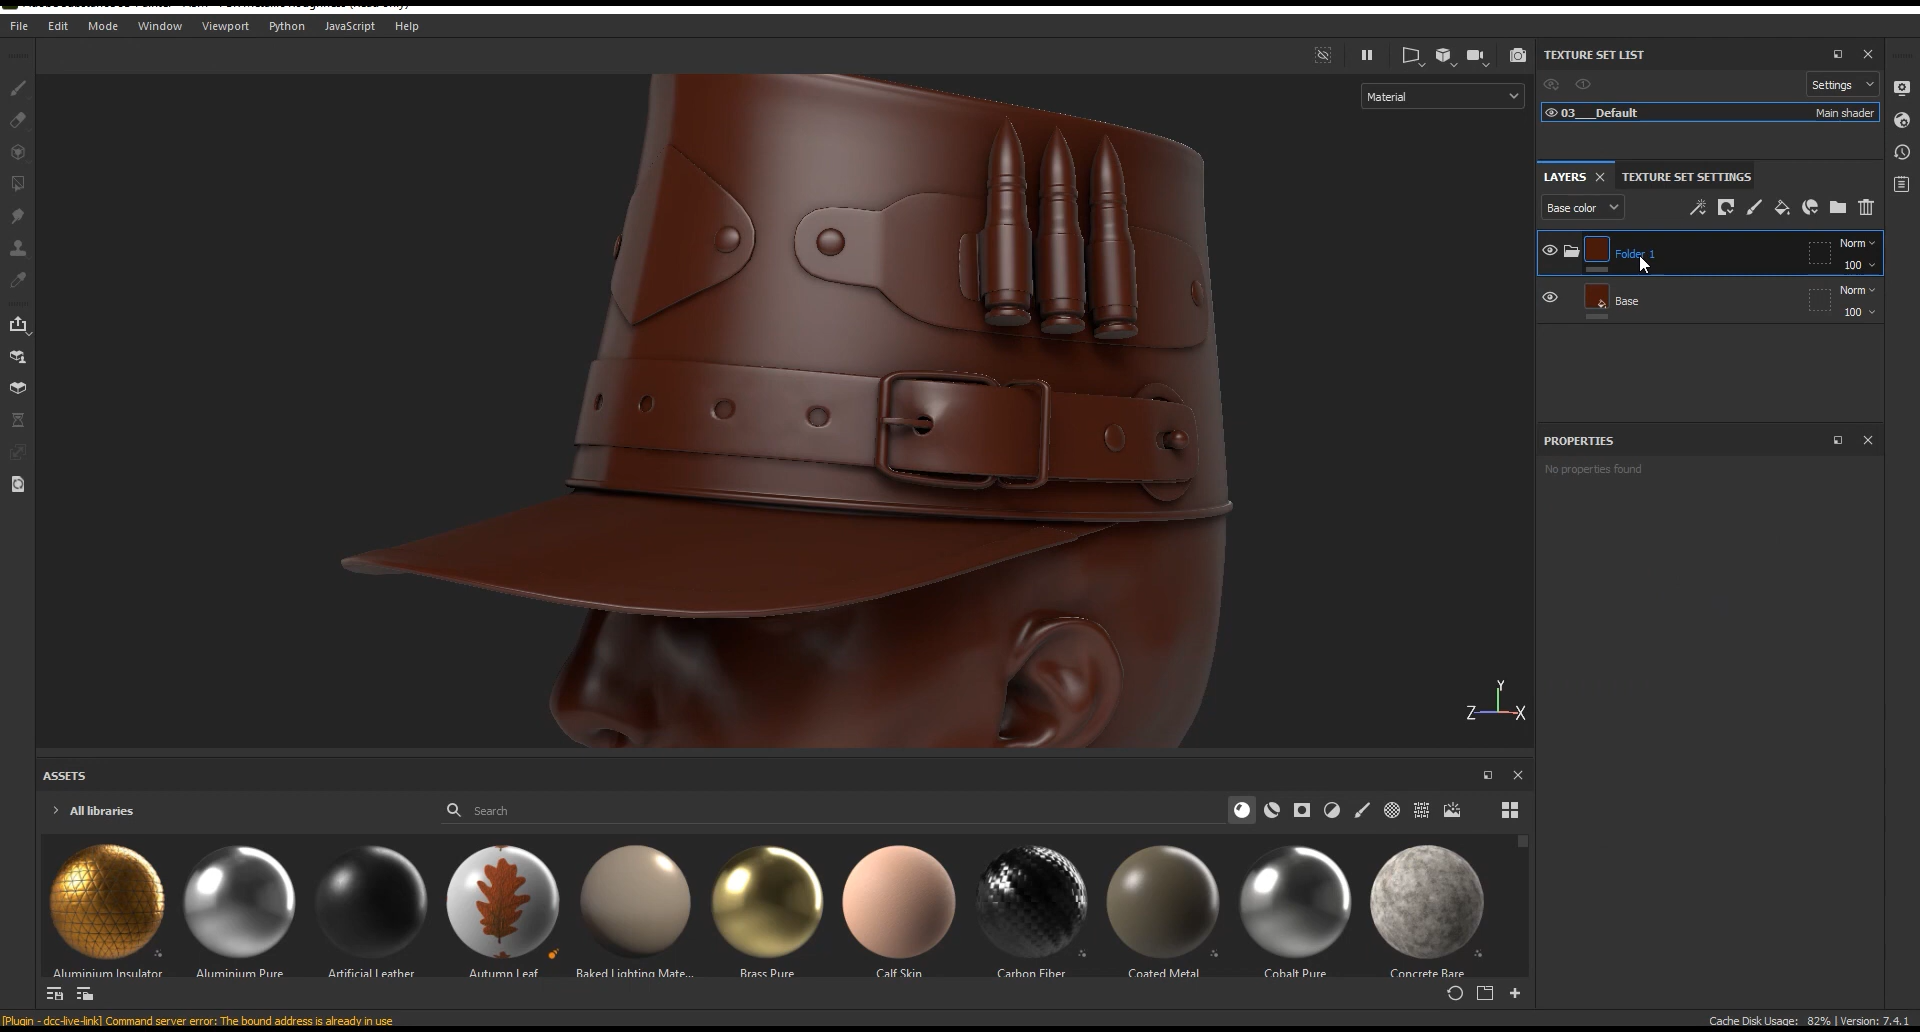 File Edit Mode Window Viewport Python JavaScript Help
TEXTURE SET LIST
Material
Settings
03___Default Main shader
LAYERS TEXTURE SET SETTINGS
Base color
Norm
Folder 1
100
Norm
Base
100
PROPERTIES
No properties found
Y
Z X
ASSETS
All libraries
Search
Aluminium Insulator Aluminium Pure Artificial Leather Autumn Leaf Baked Lighting Mate... Brass Pure Calf Skin Carbon Fiber Coated Metal Cobalt Pure Concrete Bare
[Plugin - dcc-live-link] Command server error: The bound address is already in use
Cache Disk Usage: 82% | Version: 7.4.1